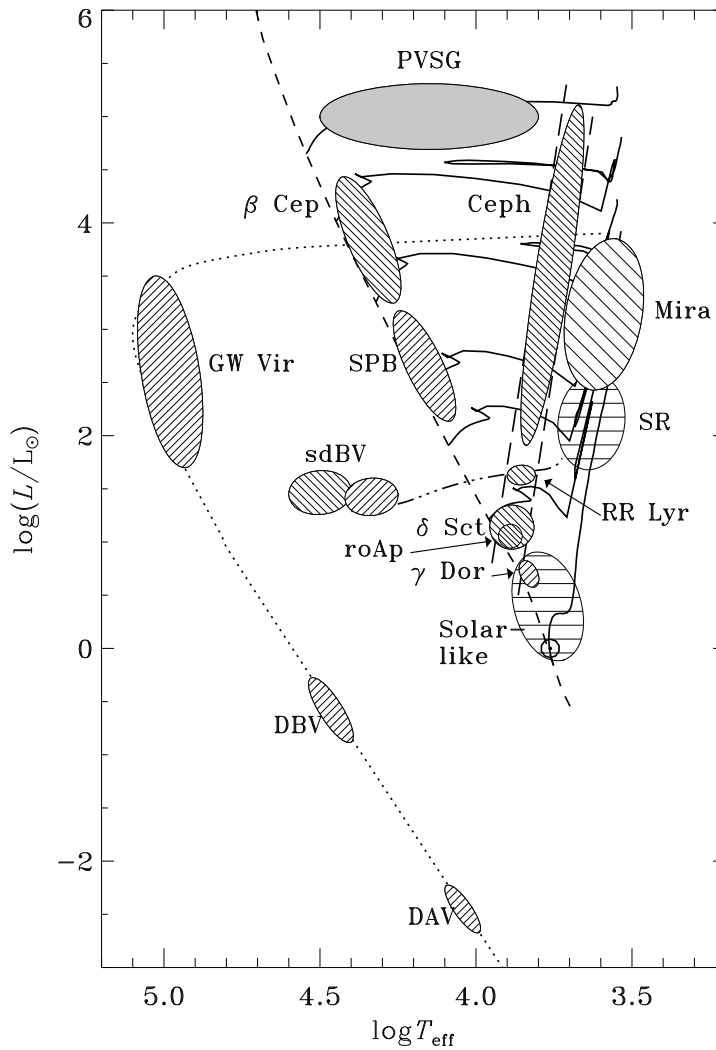 6
PVSG
β Cep
Ceph
4
Mira
GW Vir
SPB
SR
2
sdBV
RR Lyr
δ Sct
roAp
γ Dor
Solar
like
0
DBV
−2
DAV
5.0 4.5 4.0 3.5
log T_eff
log(L/L☉)